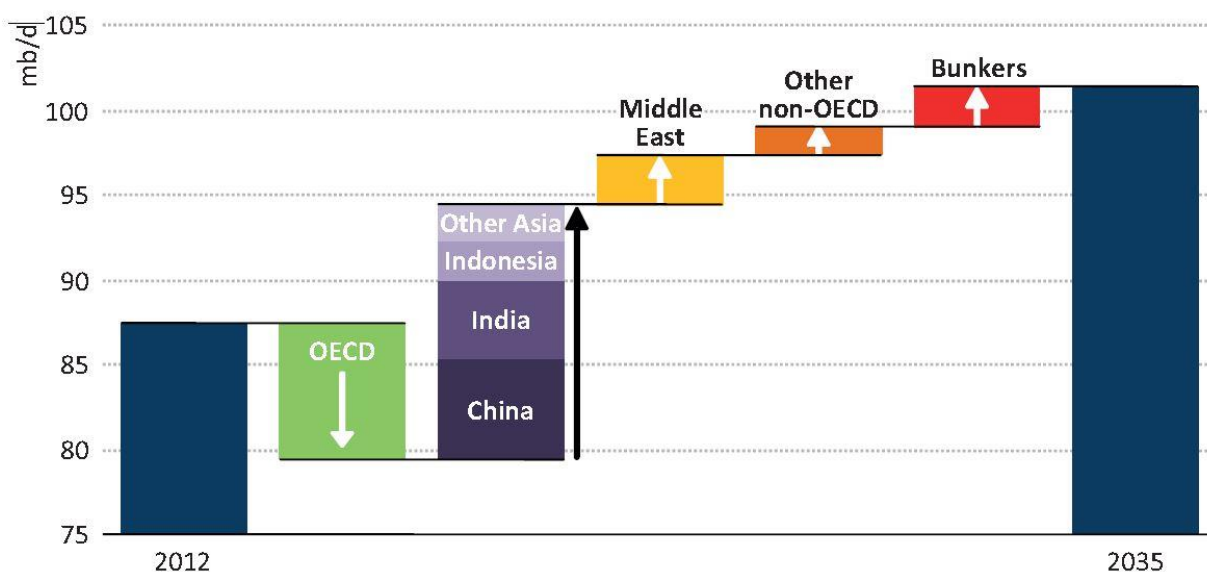 mb/d
105
100
95
90
85
80
75
OECD
Other Asia
Indonesia
India
China
Middle
East
Other
non-OECD
Bunkers
2012
2035